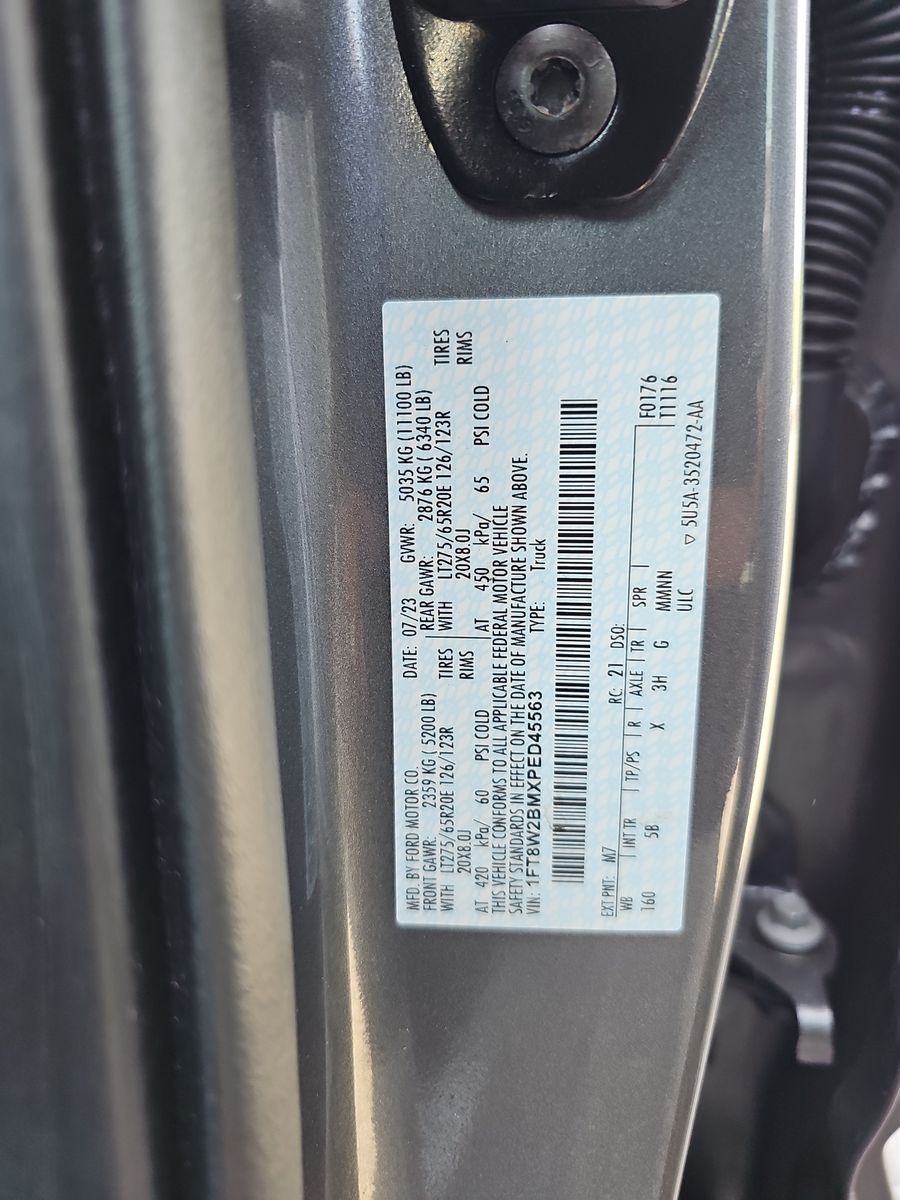 MFD. BY FORD MOTOR CO.
DATE: 07/23 GVWR: 5035 KG (11100 LB)
FRONT GAWR: 2359 KG ( 5200 LB) REAR GAWR: 2876 KG ( 6340 LB)
WITH LT275/65R20E 126/123R TIRES WITH LT275/65R20E 126/123R TIRES
20X8.0J RIMS 20X8.0J RIMS
AT 420 kPa/ 60 PSI COLD AT 450 kPa/ 65 PSI COLD
THIS VEHICLE CONFORMS TO ALL APPLICABLE FEDERAL MOTOR VEHICLE
SAFETY STANDARDS IN EFFECT ON THE DATE OF MANUFACTURE SHOWN ABOVE.
VIN: 1FT8W2BMXPED45563 TYPE: Truck
EXT PNT: M7 RC: 21 DSO:
WB | INT TR | TP/PS | R | AXLE | TR | SPR | F0176
160 5B X 3H G MMNN T1116
ULC
▽ 5U5A-3520472-AA